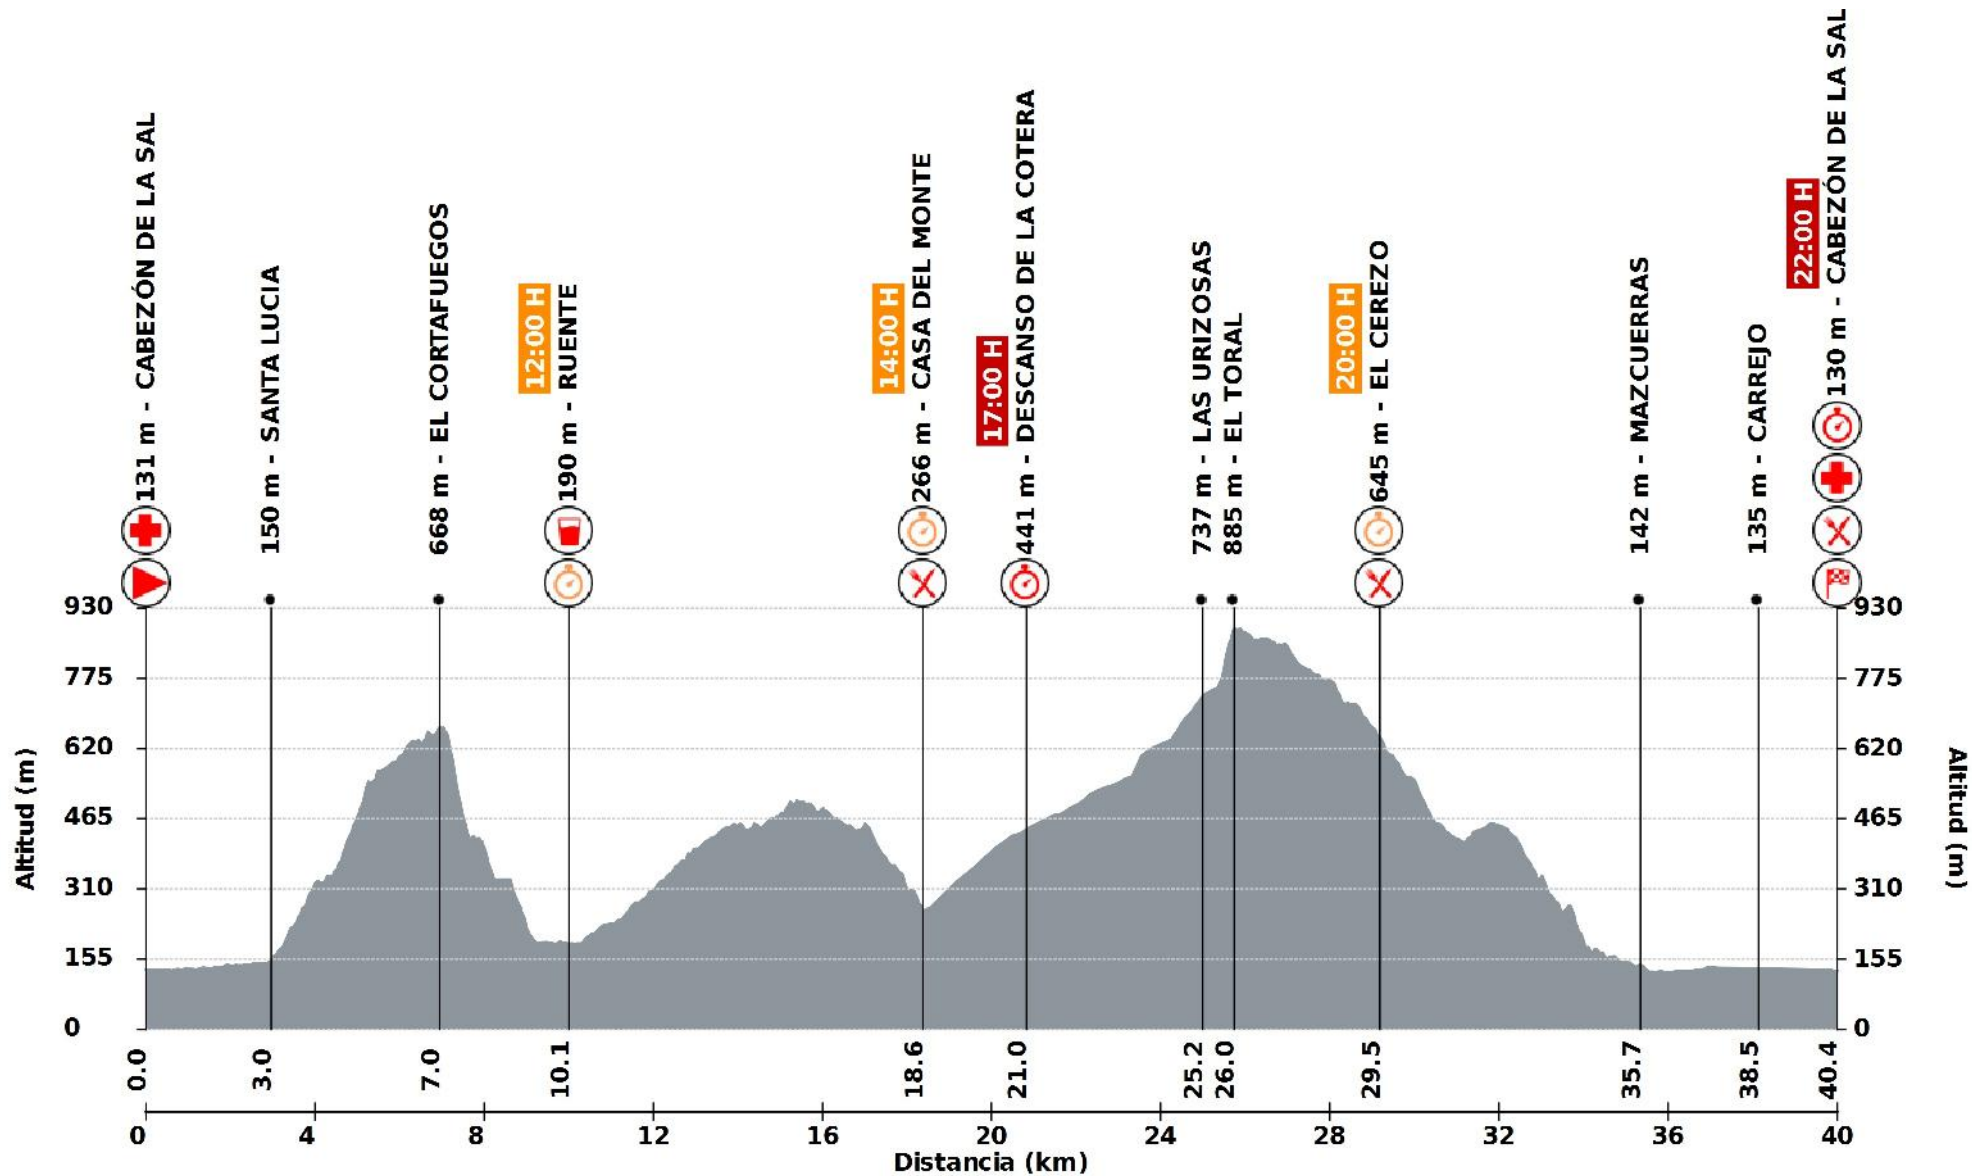 131 m - CABEZÓN DE LA SAL
150 m - SANTA LUCIA
668 m - EL CORTAFUEGOS
12:00 H
190 m - RUENTE
14:00 H
266 m - CASA DEL MONTE
17:00 H
441 m - DESCANSO DE LA COTERA
737 m - LAS URIZOSAS
885 m - EL TORAL
20:00 H
645 m - EL CEREZO
142 m - MAZCUERRAS
135 m - CARREJO
22:00 H
130 m - CABEZÓN DE LA SAL
930
775
620
465
310
155
0
Altitud (m)
930
775
620
465
310
155
0
Altitud (m)
0.0
3.0
7.0
10.1
18.6
21.0
25.2
26.0
29.5
35.7
38.5
40.4
0 4 8 12 16 20 24 28 32 36 40
Distancia (km)